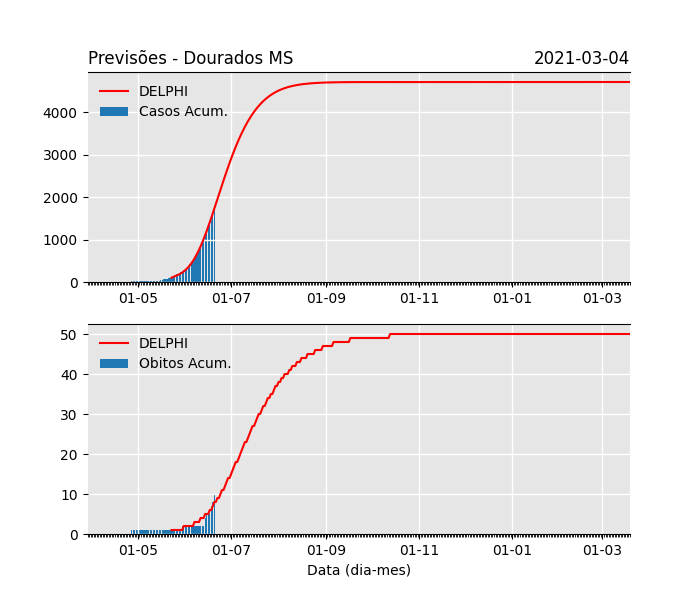 Previsões - Dourados MS 2021-03-04
DELPHI
Casos Acum.
4000
3000
2000
1000
0
01-05 01-07 01-09 01-11 01-01 01-03
DELPHI
Obitos Acum.
50
40
30
20
10
0
01-05 01-07 01-09 01-11 01-01 01-03
Data (dia-mes)